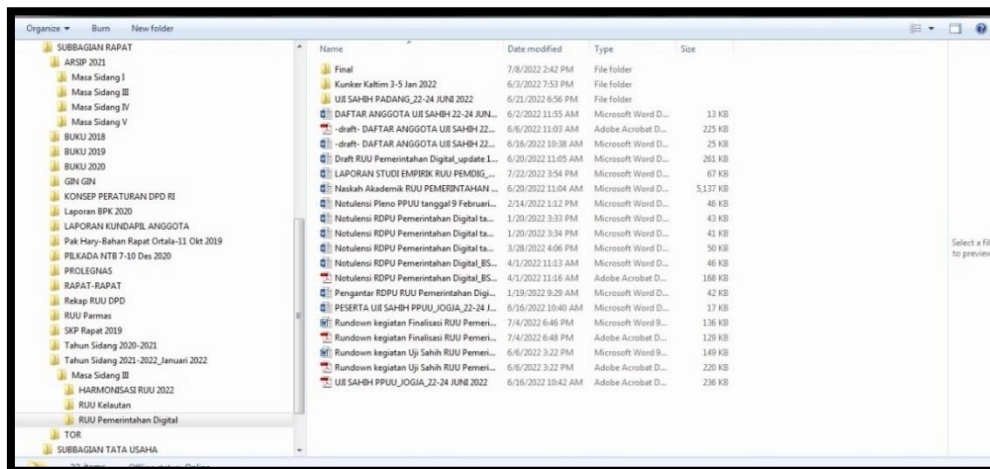 Organize Burn New folder
SUBBAGIAN RAPAT
ARSIP 2021
Masa Sidang I
Masa Sidang III
Masa Sidang IV
Masa Sidang V
BUKU 2018
BUKU 2019
BUKU 2020
GIN GIN
KONSEP PERATURAN DPD RI
Laporan BPK 2020
LAPORAN KUNDAPIL ANGGOTA
Pak Hary-Bahan Rapat Ortala-11 Okt 2019
PILKADA NTB 7-10 Des 2020
PROLEGNAS
RAPAT-RAPAT
Rekap RUU DPD
RUU Parmas
SKP Rapat 2019
Tahun Sidang 2020-2021
Tahun Sidang 2021-2022_Januari 2022
Masa Sidang III
HARMONISASI RUU 2022
RUU Kelautan
RUU Pemerintahan Digital
TOR
SUBBAGIAN TATA USAHA
Name Date modified Type Size
Final 7/8/2022 2:42 PM File folder
Kunker Kaltim 3-5 Jan 2022 6/3/2022 7:53 PM File folder
UJI SAHIH PADANG_22-24 JUNI 2022 6/21/2022 6:56 PM File folder
DAFTAR ANGGOTA UJI SAHIH 22-24 JUN... 6/2/2022 11:55 AM Microsoft Word D... 13 KB
-draft- DAFTAR ANGGOTA UJI SAHIH 22... 6/6/2022 11:03 AM Adobe Acrobat D... 225 KB
-draft- DAFTAR ANGGOTA UJI SAHIH 22... 6/16/2022 10:38 AM Microsoft Word D... 25 KB
Draft RUU Pemerintahan Digital_update 1... 6/20/2022 11:05 AM Microsoft Word D... 261 KB
LAPORAN STUDI EMPIRIK RUU PEMDIG_... 7/22/2022 3:54 PM Microsoft Word D... 67 KB
Naskah Akademik RUU PEMERINTAHAN ... 6/20/2022 11:04 AM Microsoft Word D... 5,137 KB
Notulensi Pleno PPUU tanggal 9 Februari... 2/14/2022 1:12 PM Microsoft Word D... 46 KB
Notulensi RDPU Pemerintahan Digital ta... 1/20/2022 3:33 PM Microsoft Word D... 43 KB
Notulensi RDPU Pemerintahan Digital ta... 1/20/2022 3:34 PM Microsoft Word D... 41 KB
Notulensi RDPU Pemerintahan Digital ta... 3/28/2022 4:06 PM Microsoft Word D... 50 KB
Notulensi RDPU Pemerintahan Digital_BS... 4/1/2022 11:13 AM Microsoft Word D... 46 KB
Notulensi RDPU Pemerintahan Digital_BS... 4/1/2022 11:16 AM Adobe Acrobat D... 168 KB
Pengantar RDPU RUU Pemerintahan Digi... 1/19/2022 9:29 AM Microsoft Word D... 42 KB
PESERTA UJI SAHIH PPUU_JOGJA_22-24 J... 6/16/2022 10:40 AM Microsoft Word D... 17 KB
Rundown kegiatan Finalisasi RUU Pemeri... 7/4/2022 6:46 PM Microsoft Word 9... 136 KB
Rundown kegiatan Finalisasi RUU Pemeri... 7/4/2022 6:48 PM Adobe Acrobat D... 129 KB
Rundown kegiatan Uji Sahih RUU Pemeri... 6/6/2022 3:22 PM Microsoft Word 9... 149 KB
Rundown kegiatan Uji Sahih RUU Pemeri... 6/6/2022 3:22 PM Adobe Acrobat D... 220 KB
UJI SAHIH PPUU_JOGJA_22-24 JUNI 2022 6/16/2022 10:42 AM Adobe Acrobat D... 236 KB
Select a fil
to preview